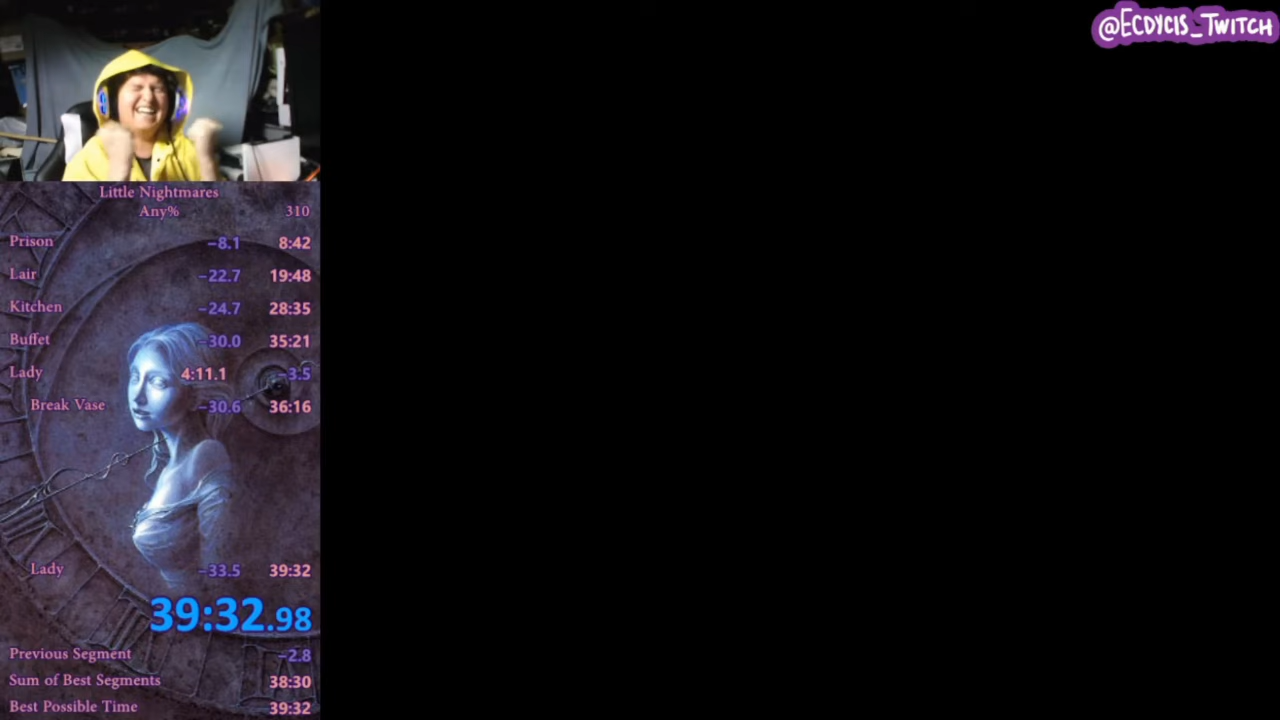 @ECDYCIS_TWITCH
Little Nightmares
Any% 310
Prison −8.1 8:42
Lair −22.7 19:48
Kitchen −24.7 28:35
Buffet −30.0 35:21
Lady 4:11.1 −3.5
Break Vase −30.6 36:16
Lady −33.5 39:32
39:32.98
Previous Segment −2.8
Sum of Best Segments 38:30
Best Possible Time 39:32